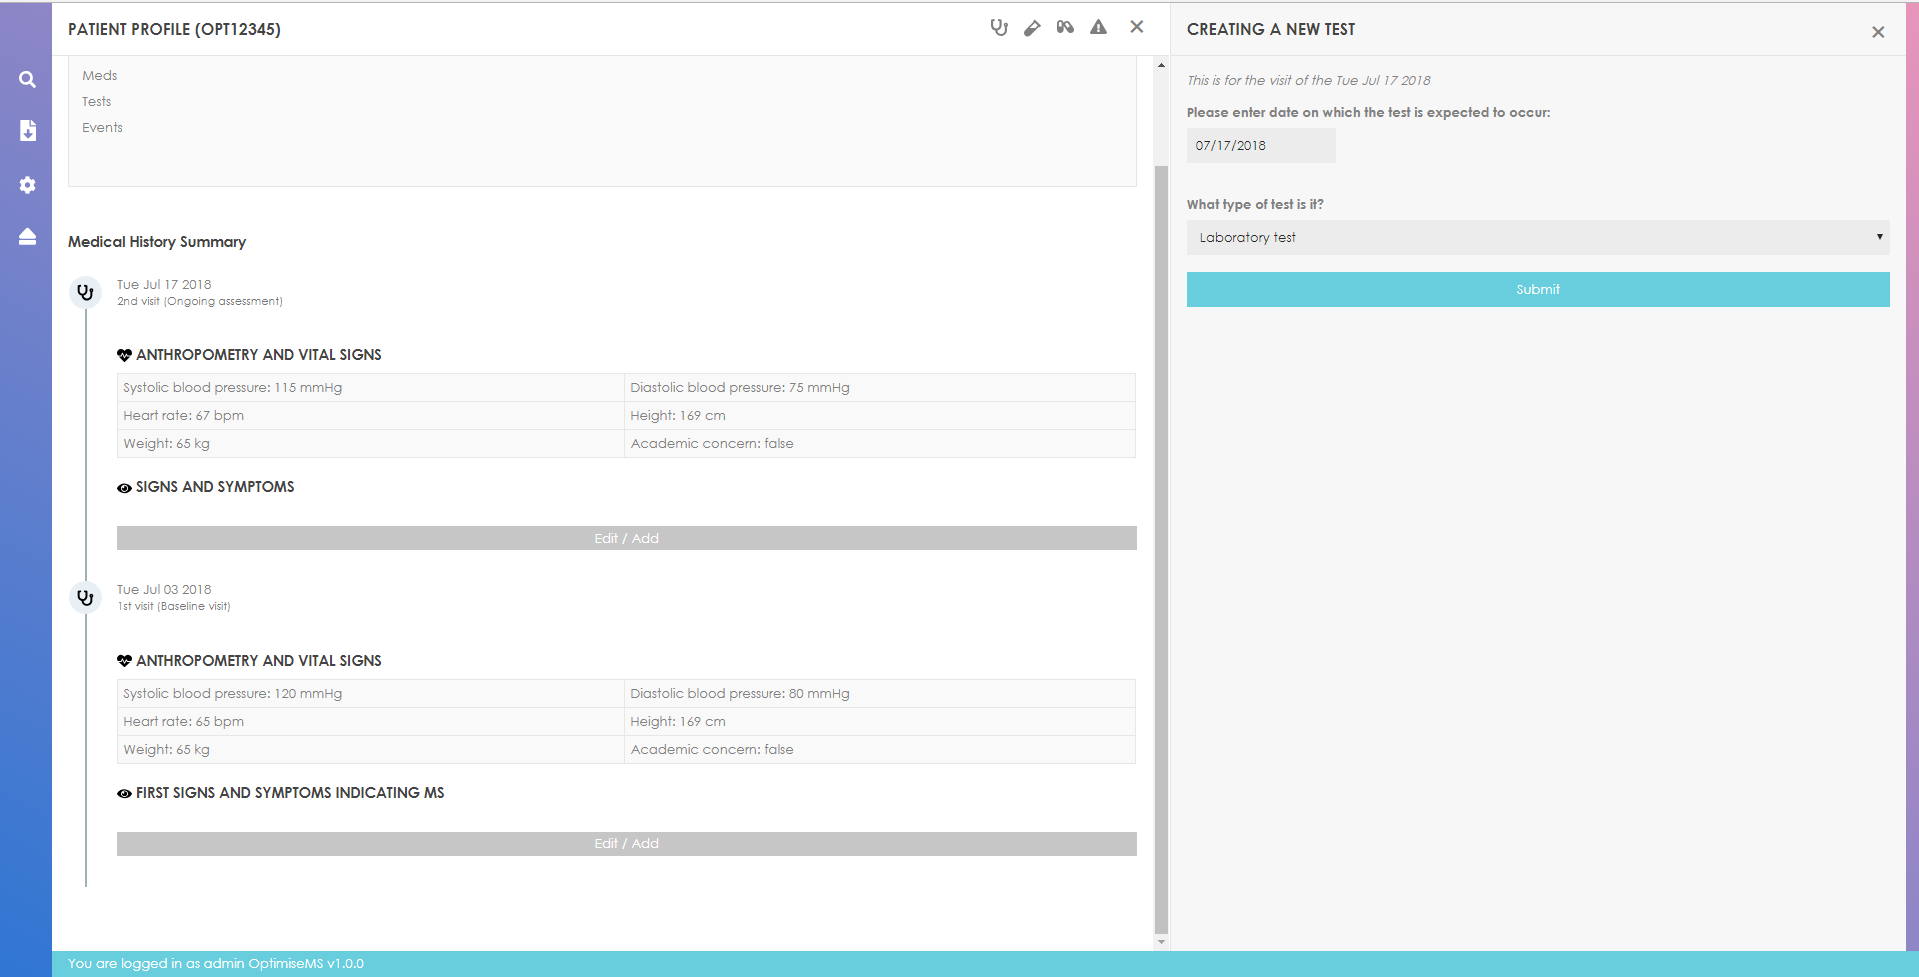 PATIENT PROFILE (OPT12345)
Meds
Tests
Events
Medical History Summary
Tue Jul 17 2018
2nd visit (Ongoing assessment)
ANTHROPOMETRY AND VITAL SIGNS
Systolic blood pressure: 115 mmHg
Diastolic blood pressure: 75 mmHg
Heart rate: 67 bpm
Height: 169 cm
Weight: 65 kg
Academic concern: false
SIGNS AND SYMPTOMS
Edit / Add
Tue Jul 03 2018
1st visit (Baseline visit)
ANTHROPOMETRY AND VITAL SIGNS
Systolic blood pressure: 120 mmHg
Diastolic blood pressure: 80 mmHg
Heart rate: 65 bpm
Height: 169 cm
Weight: 65 kg
Academic concern: false
FIRST SIGNS AND SYMPTOMS INDICATING MS
Edit / Add
CREATING A NEW TEST
This is for the visit of the Tue Jul 17 2018
Please enter date on which the test is expected to occur:
07/17/2018
What type of test is it?
Laboratory test
Submit
You are logged in as admin OptimiseMS v1.0.0